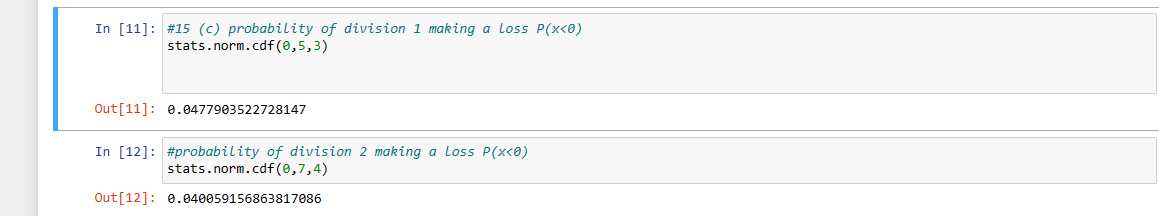 In [11]: #15 (c) probability of division 1 making a loss P(x<0)
stats.norm.cdf(0,5,3)
Out[11]: 0.0477903522728147
In [12]: #probability of division 2 making a loss P(x<0)
stats.norm.cdf(0,7,4)
Out[12]: 0.040059156863817086